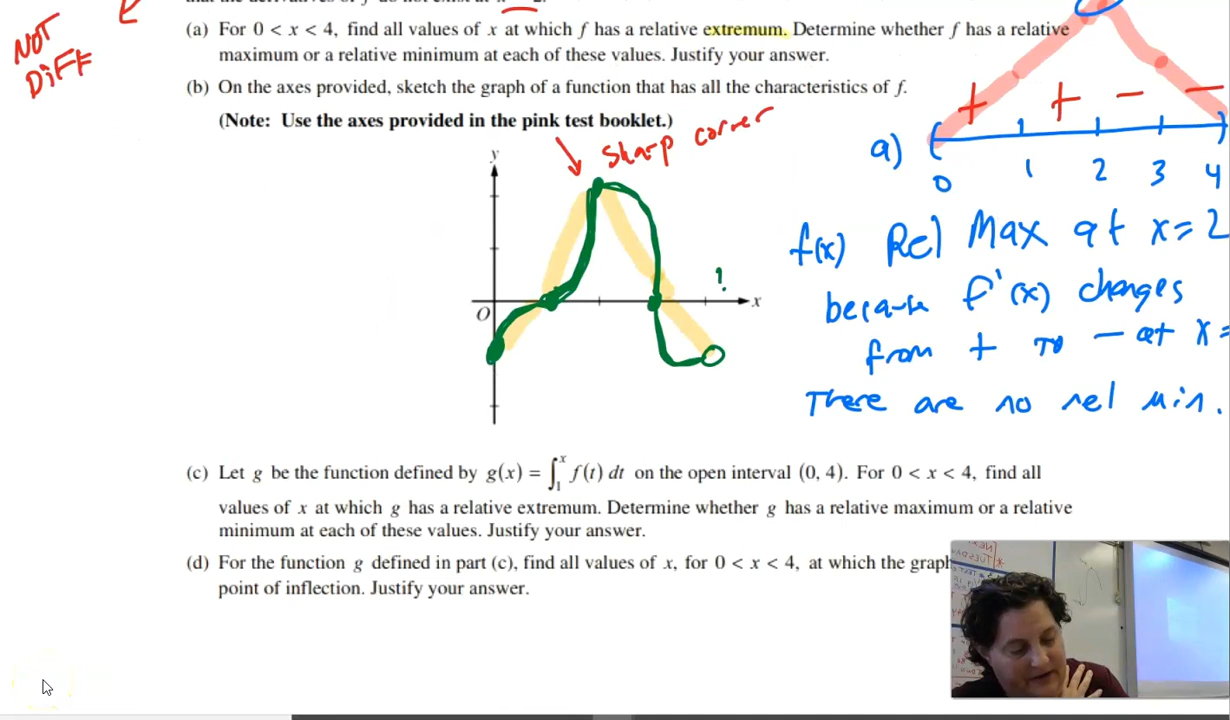 (a) For 0 < x < 4, find all values of x at which f has a relative extremum. Determine whether f has a relative
maximum or a relative minimum at each of these values. Justify your answer.
NOT
DIFF
(b) On the axes provided, sketch the graph of a function that has all the characteristics of f.
(Note: Use the axes provided in the pink test booklet.)
sharp corner
y
O
x
?
+ + − −
a)
0 1 2 3 4
f(x) Rel Max at x=2
because f'(x) changes
from + to − at x=
There are no rel min.
(c) Let g be the function defined by g(x) = ∫₁ˣ f(t) dt on the open interval (0, 4). For 0 < x < 4, find all
values of x at which g has a relative extremum. Determine whether g has a relative maximum or a relative
minimum at each of these values. Justify your answer.
(d) For the function g defined in part (c), find all values of x, for 0 < x < 4, at which the graph
point of inflection. Justify your answer.